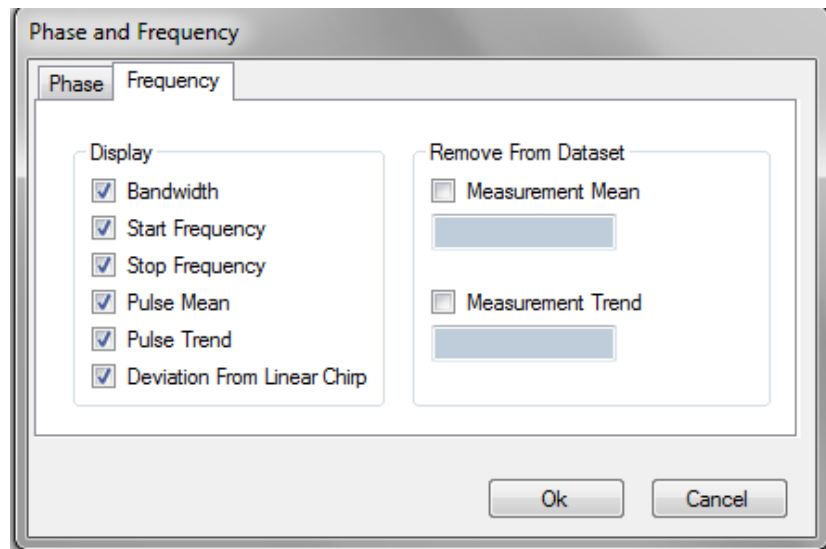 Phase and Frequency
Phase
Frequency
Display
Bandwidth
Start Frequency
Stop Frequency
Pulse Mean
Pulse Trend
Deviation From Linear Chirp
Remove From Dataset
Measurement Mean
Measurement Trend
Ok
Cancel